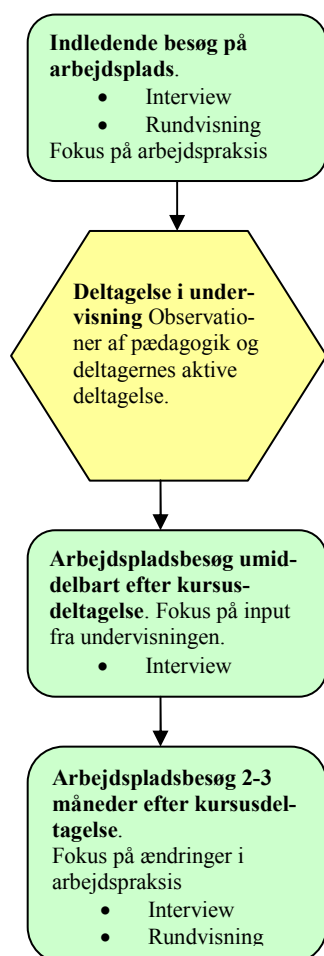 Indledende besøg på
arbejdsplads.
• Interview
• Rundvisning
Fokus på arbejdspraksis
Deltagelse i under-
visning Observatio-
ner af pædagogik og
deltagernes aktive
deltagelse.
Arbejdspladsbesøg umid-
delbart efter kursus-
deltagelse. Fokus på input
fra undervisningen.
• Interview
Arbejdspladsbesøg 2-3
måneder efter kursusdel-
tagelse.
Fokus på ændringer i
arbejdspraksis
• Interview
• Rundvisning